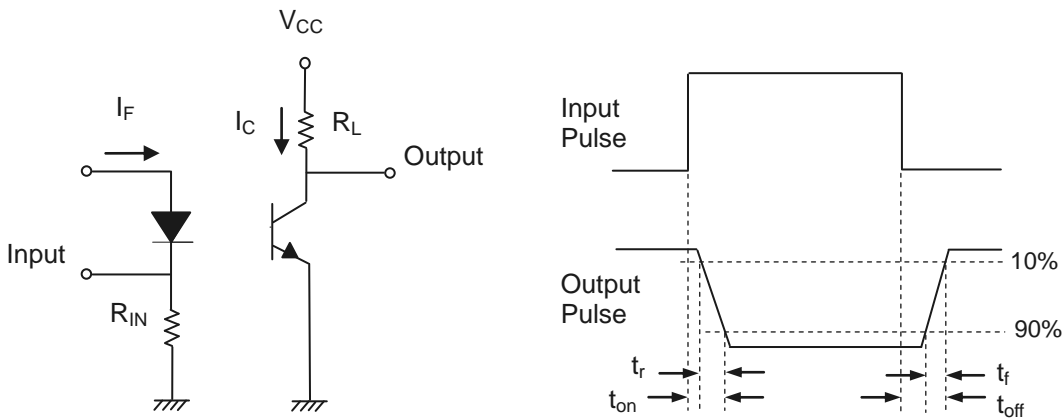 V_CC
I_F
I_C
R_L
Output
Input
R_IN
Input
Pulse
Output
Pulse
10%
90%
t_r
t_f
t_on
t_off